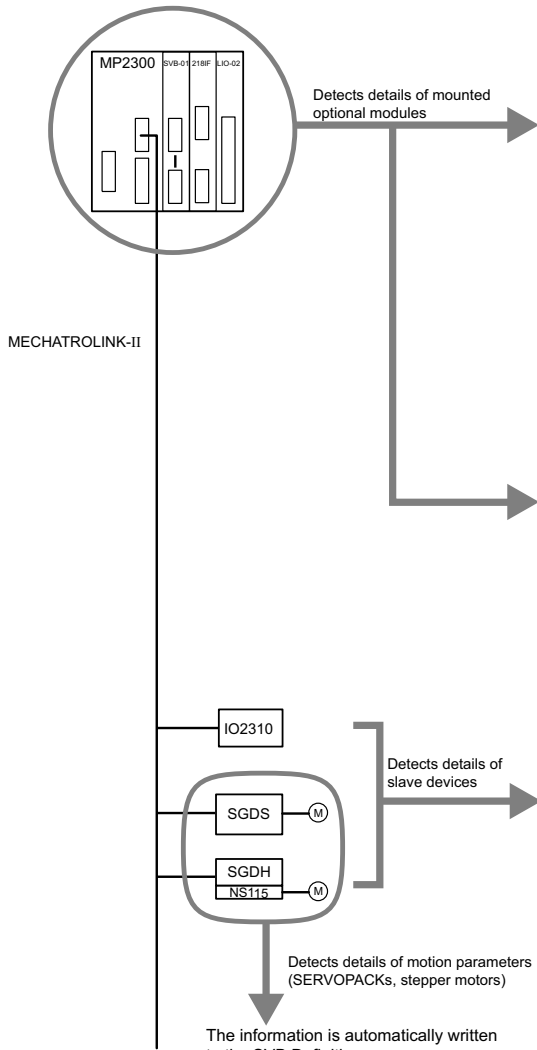 MP2300 SVB-01 218IF LIO-02
Detects details of mounted
optional modules
MECHATROLINK-II
IO2310
Detects details of
slave devices
SGDS
M
SGDH
NS115
M
Detects details of motion parameters
(SERVOPACKs, stepper motors)
The information is automatically written